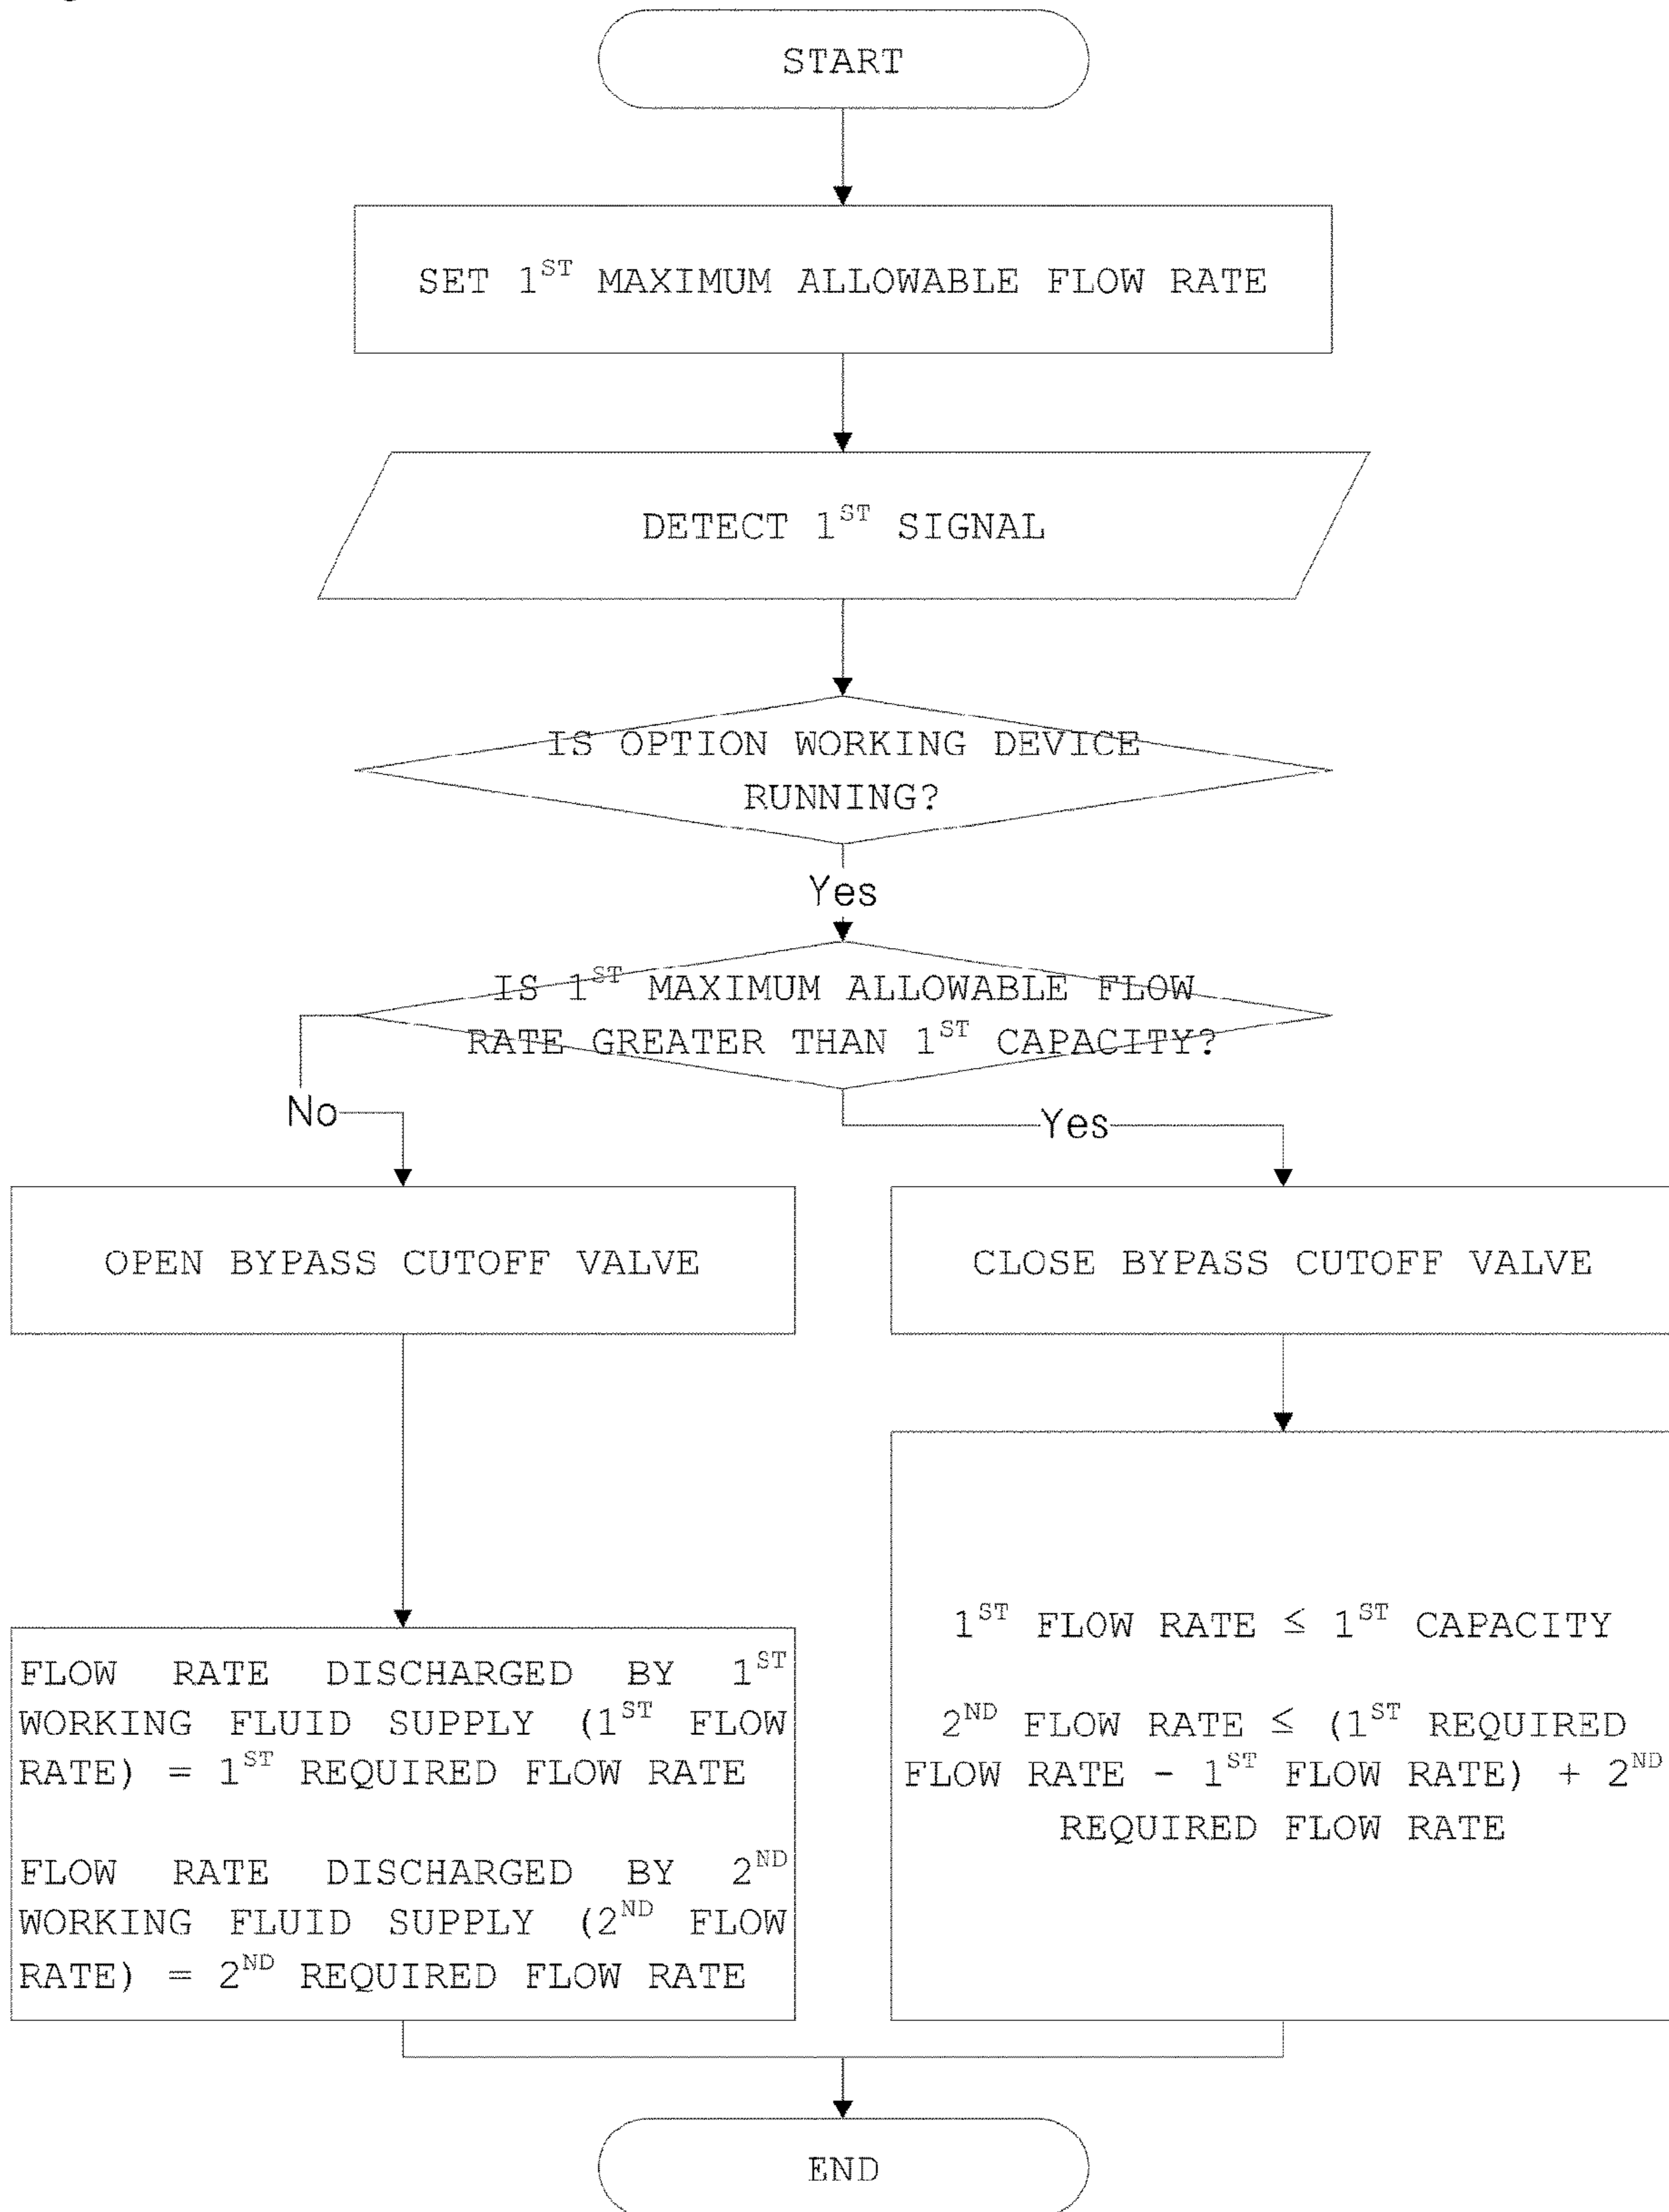 START
SET 1ST MAXIMUM ALLOWABLE FLOW RATE
DETECT 1ST SIGNAL
IS OPTION WORKING DEVICE
RUNNING?
Yes
IS 1ST MAXIMUM ALLOWABLE FLOW
RATE GREATER THAN 1ST CAPACITY?
No
Yes
OPEN BYPASS CUTOFF VALVE
CLOSE BYPASS CUTOFF VALVE
FLOW RATE DISCHARGED BY 1ST
WORKING FLUID SUPPLY (1ST FLOW
RATE) = 1ST REQUIRED FLOW RATE
FLOW RATE DISCHARGED BY 2ND
WORKING FLUID SUPPLY (2ND FLOW
RATE) = 2ND REQUIRED FLOW RATE
1ST FLOW RATE ≤ 1ST CAPACITY
2ND FLOW RATE ≤ (1ST REQUIRED
FLOW RATE - 1ST FLOW RATE) + 2ND
REQUIRED FLOW RATE
END